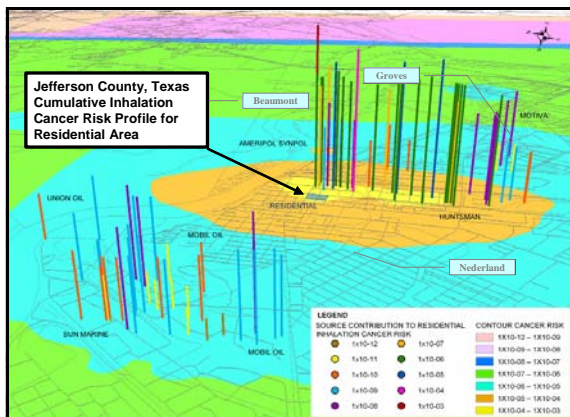 Jefferson County, Texas
Cumulative Inhalation
Cancer Risk Profile for
Residential Area
Beaumont
Groves
MOTIVA
AMERIPOL SYNPOL
UNION OIL
RESIDENTIAL
MOBIL OIL
HUNTSMAN
Nederland
SUN MARINE
MOBIL OIL
LEGEND
SOURCE CONTRIBUTION TO RESIDENTIAL
INHALATION CANCER RISK
1x10-12
1x10-07
1x10-11
1x10-06
1x10-10
1x10-05
1x10-09
1x10-04
1x10-08
1x10-03
CONTOUR CANCER RISK
1X10-12 – 1X10-09
1X10-09 – 1X10-08
1X10-08 – 1X10-07
1X10-07 – 1X10-06
1X10-06 – 1X10-05
1X10-05 – 1X10-04
1X10-04 – 1X10-03